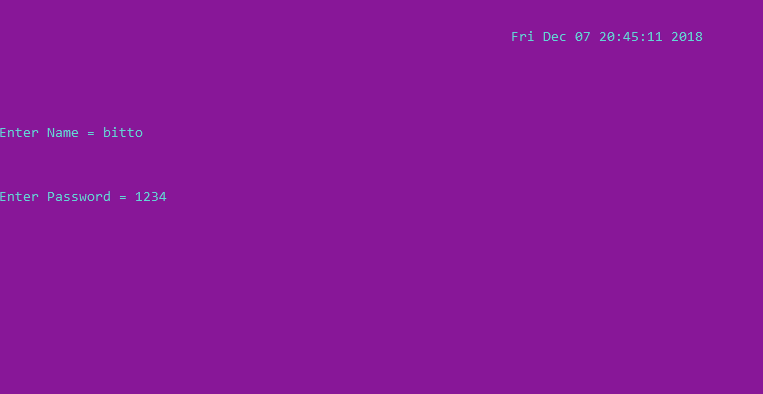 Fri Dec 07 20:45:11 2018
Enter Name = bitto
Enter Password = 1234